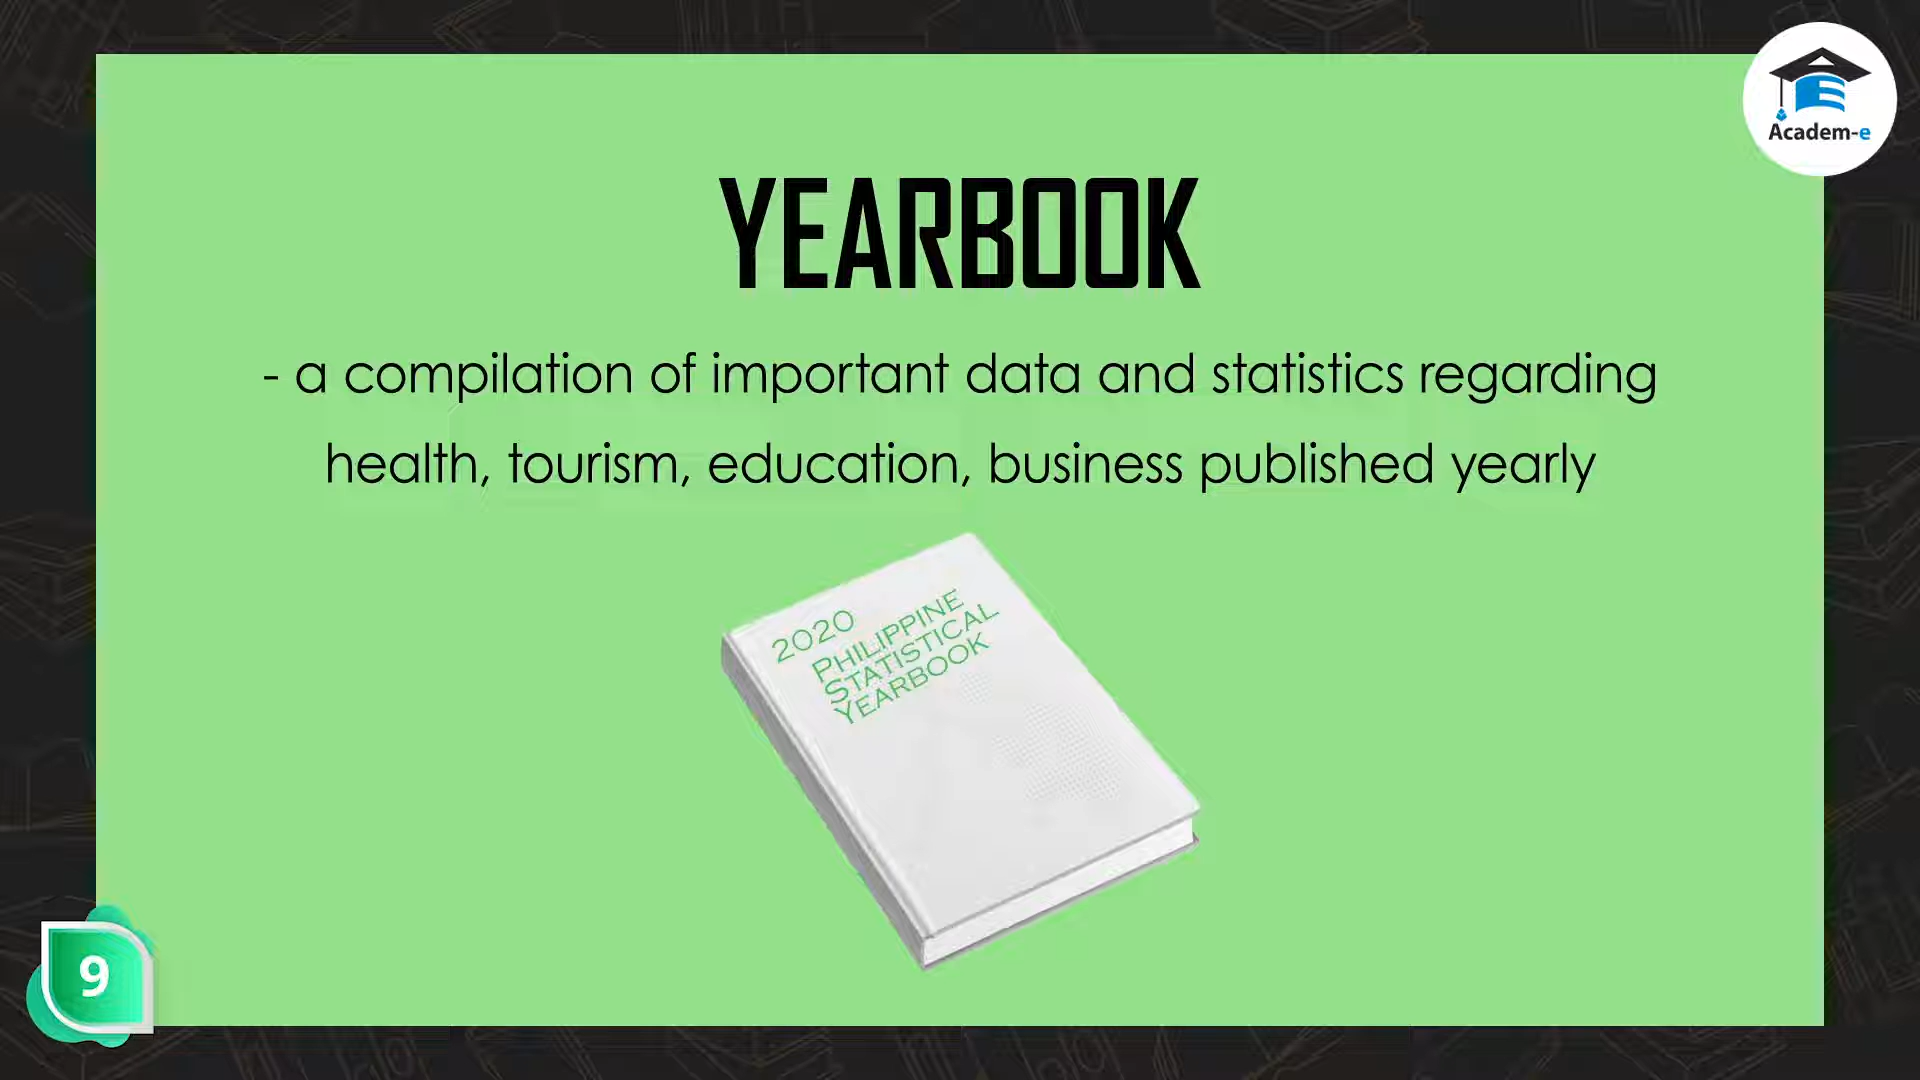 Academ-e
YEARBOOK
- a compilation of important data and statistics regarding
health, tourism, education, business published yearly
2020
PHILIPPINE
STATISTICAL
YEARBOOK
9